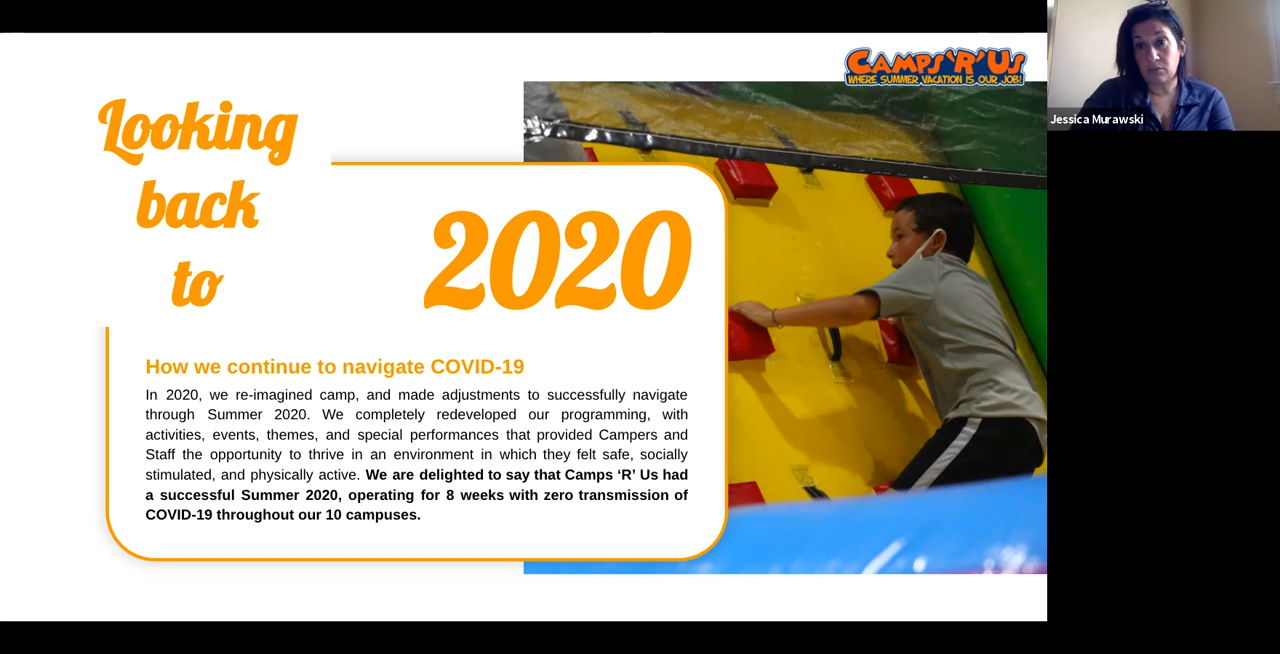 CAMPS 'R' US
WHERE SUMMER VACATION IS OUR JOB!
Jessica Murawski
Looking
back
to
2020
How we continue to navigate COVID-19
In 2020, we re-imagined camp, and made adjustments to successfully navigate
through Summer 2020. We completely redeveloped our programming, with
activities, events, themes, and special performances that provided Campers and
Staff the opportunity to thrive in an environment in which they felt safe, socially
stimulated, and physically active. We are delighted to say that Camps ‘R’ Us had
a successful Summer 2020, operating for 8 weeks with zero transmission of
COVID-19 throughout our 10 campuses.